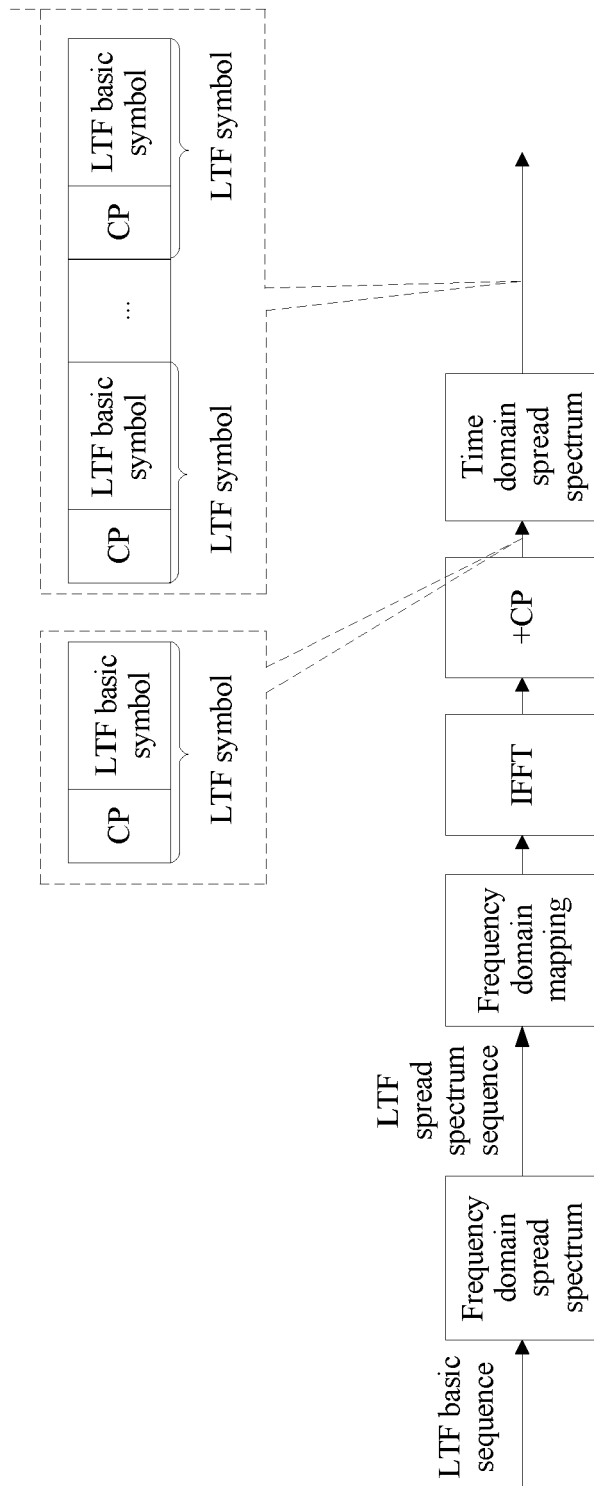 CP
LTF basic
symbol
LTF symbol
CP
LTF basic
symbol
...
CP
LTF basic
symbol
LTF symbol
LTF symbol
LTF basic
sequence
Frequency
domain
spread
spectrum
LTF
spread
spectrum
sequence
Frequency
domain
mapping
IFFT
+CP
Time
domain
spread
spectrum